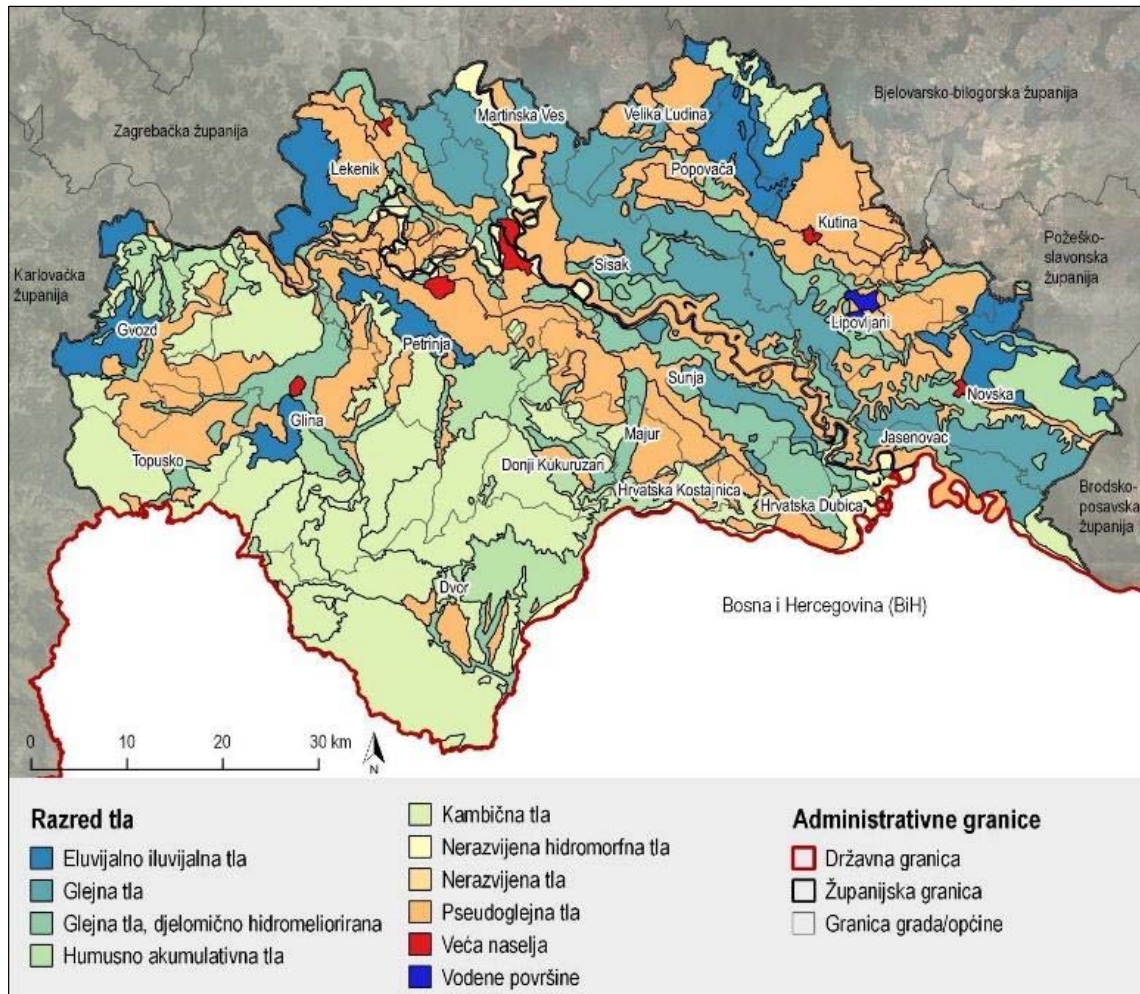 Bjelovarsko-bilogorska županija
Martinska Ves
Velika Ludina
Zagrebačka županija
Lekenik
Popovača
Kutina
Požeško-
slavonska
županija
Karlovačka
županija
Sisak
Gvozd
Lipovljani
Petrinja
Sunja
Novska
Glina
Majur
Jasenovac
Topusko
Donji Kukuruzari
Hrvatska Kostajnica
Hrvatska Dubica
Brodsko-
posavska
županija
Dvor
Bosna i Hercegovina (BiH)
0 10 20 30 km
N
Razred tla
Eluvijalno iluvijalna tla
Glejna tla
Glejna tla, djelomično hidromeliorirana
Humusno akumulativna tla
Kambična tla
Nerazvijena hidromorfna tla
Nerazvijena tla
Pseudoglejna tla
Veća naselja
Vodene površine
Administrativne granice
Državna granica
Županijska granica
Granica grada/općine